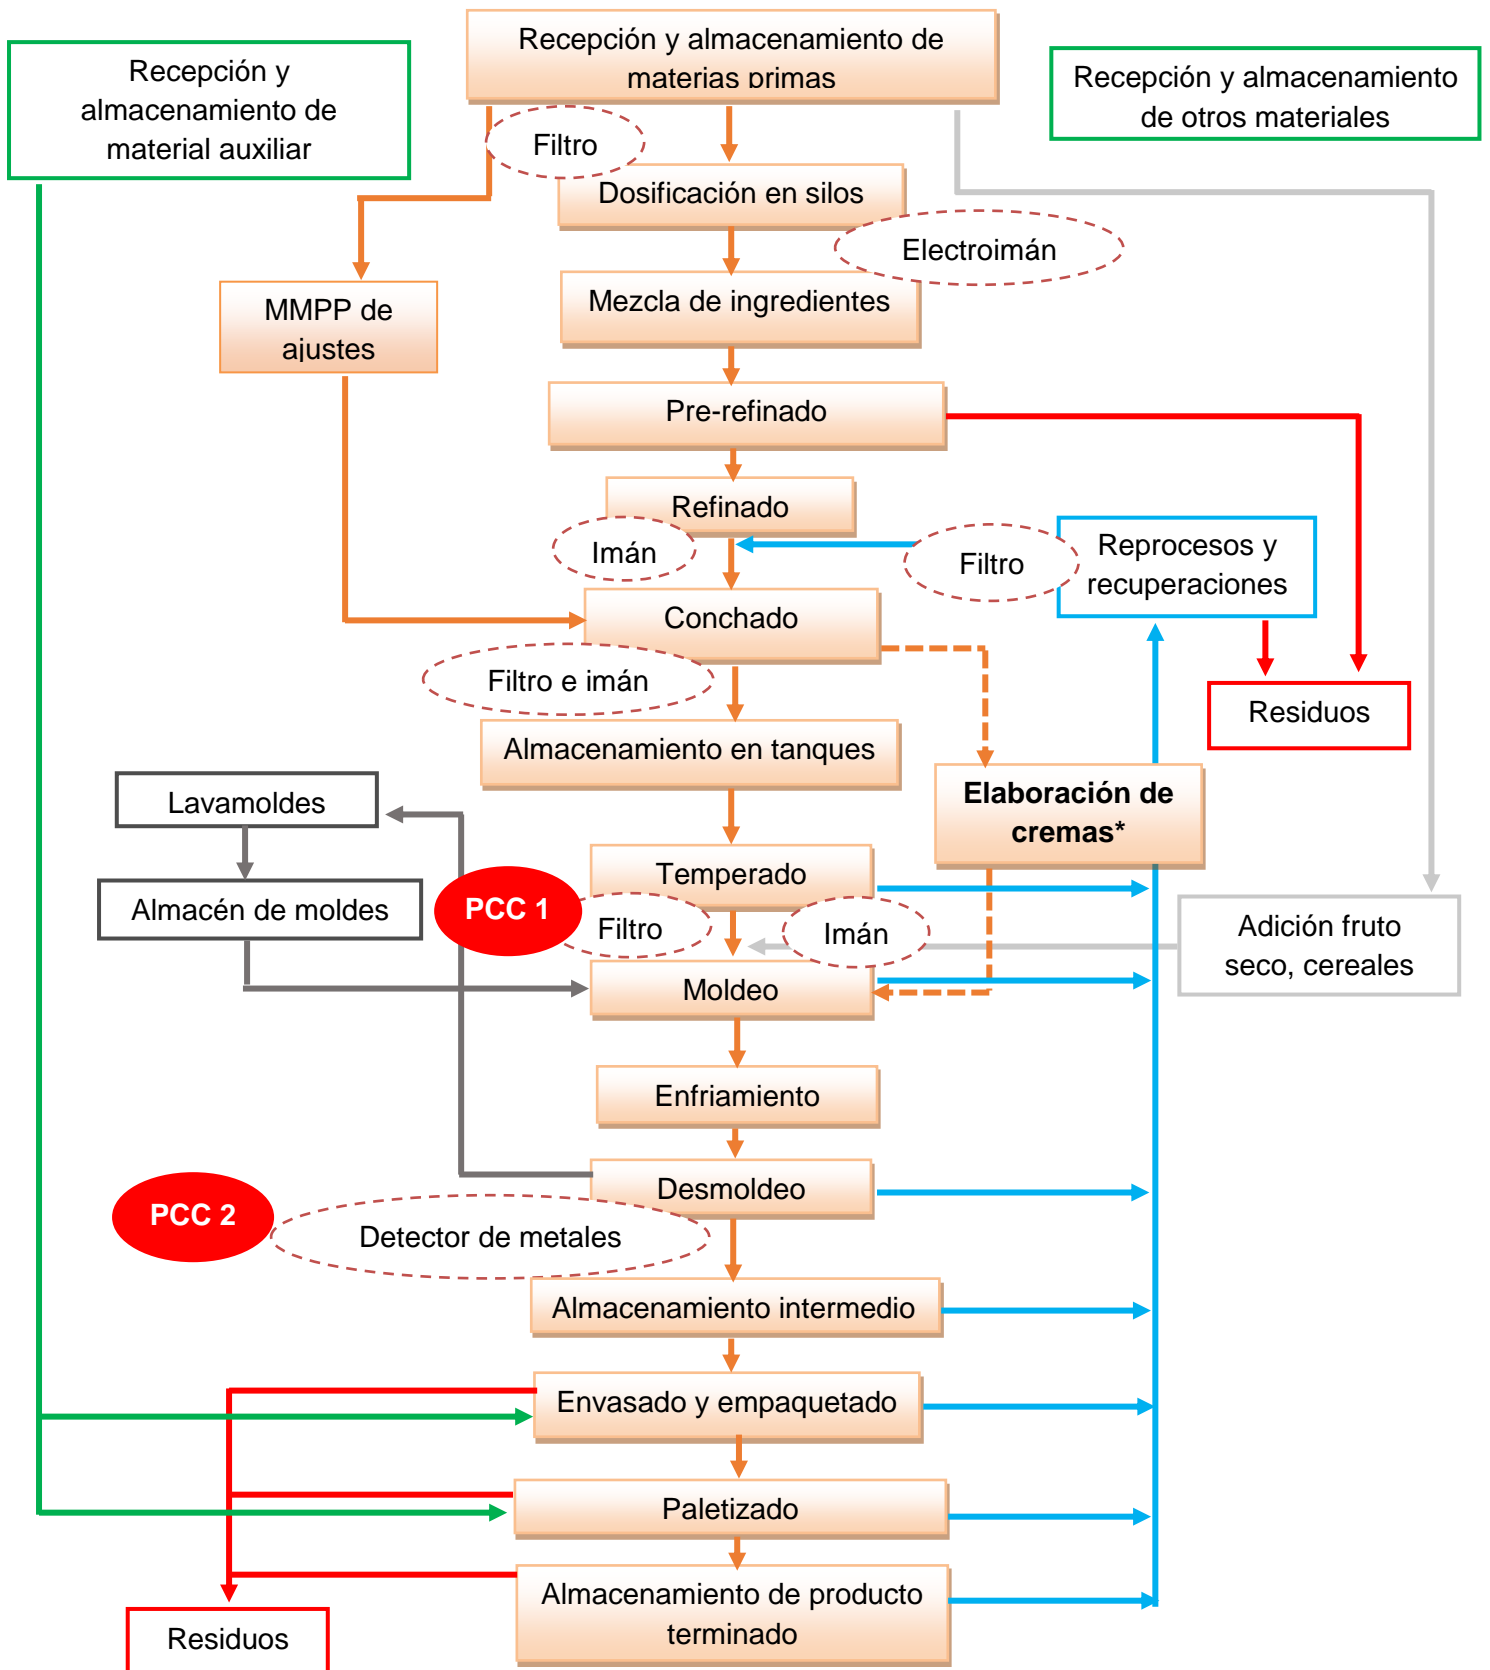 Recepción y almacenamiento de
materias primas
Recepción y
almacenamiento de
material auxiliar
Recepción y almacenamiento
de otros materiales
Filtro
Dosificación en silos
Electroimán
Mezcla de ingredientes
MMPP de
ajustes
Pre-refinado
Refinado
Imán
Filtro
Reprocesos y
recuperaciones
Conchado
Filtro e imán
Residuos
Almacenamiento en tanques
Elaboración de
cremas*
Lavamoldes
Temperado
Almacén de moldes
PCC 1
Filtro
Imán
Adición fruto
seco, cereales
Moldeo
Enfriamiento
Desmoldeo
PCC 2
Detector de metales
Almacenamiento intermedio
Envasado y empaquetado
Paletizado
Almacenamiento de producto
terminado
Residuos